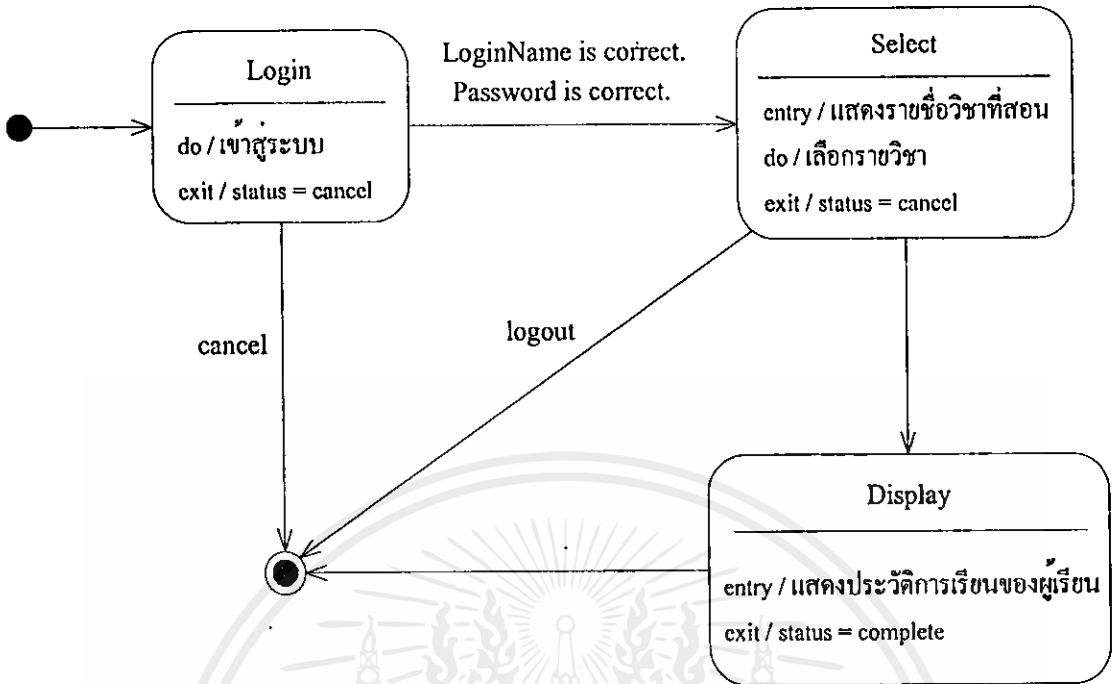 Login
do / เข้าสู่ระบบ
exit / status = cancel
LoginName is correct.
Password is correct.
Select
entry / แสดงรายชื่อวิชาที่สอน
do / เลือกรายวิชา
exit / status = cancel
cancel
logout
Display
entry / แสดงประวัติการเรียนของผู้เรียน
exit / status = complete